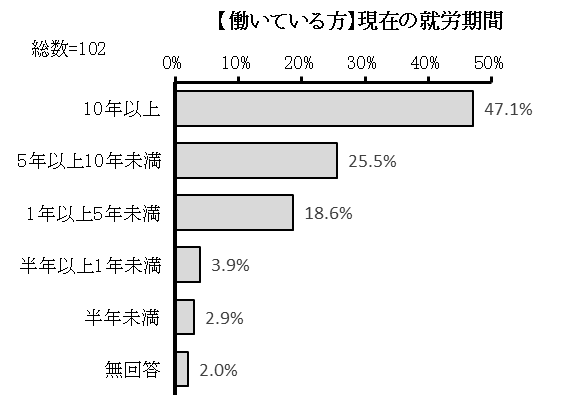 【働いている方】現在の就労期間
総数=102
0% 10% 20% 30% 40% 50%
10年以上 47.1%
5年以上10年未満 25.5%
1年以上5年未満 18.6%
半年以上1年未満 3.9%
半年未満 2.9%
無回答 2.0%